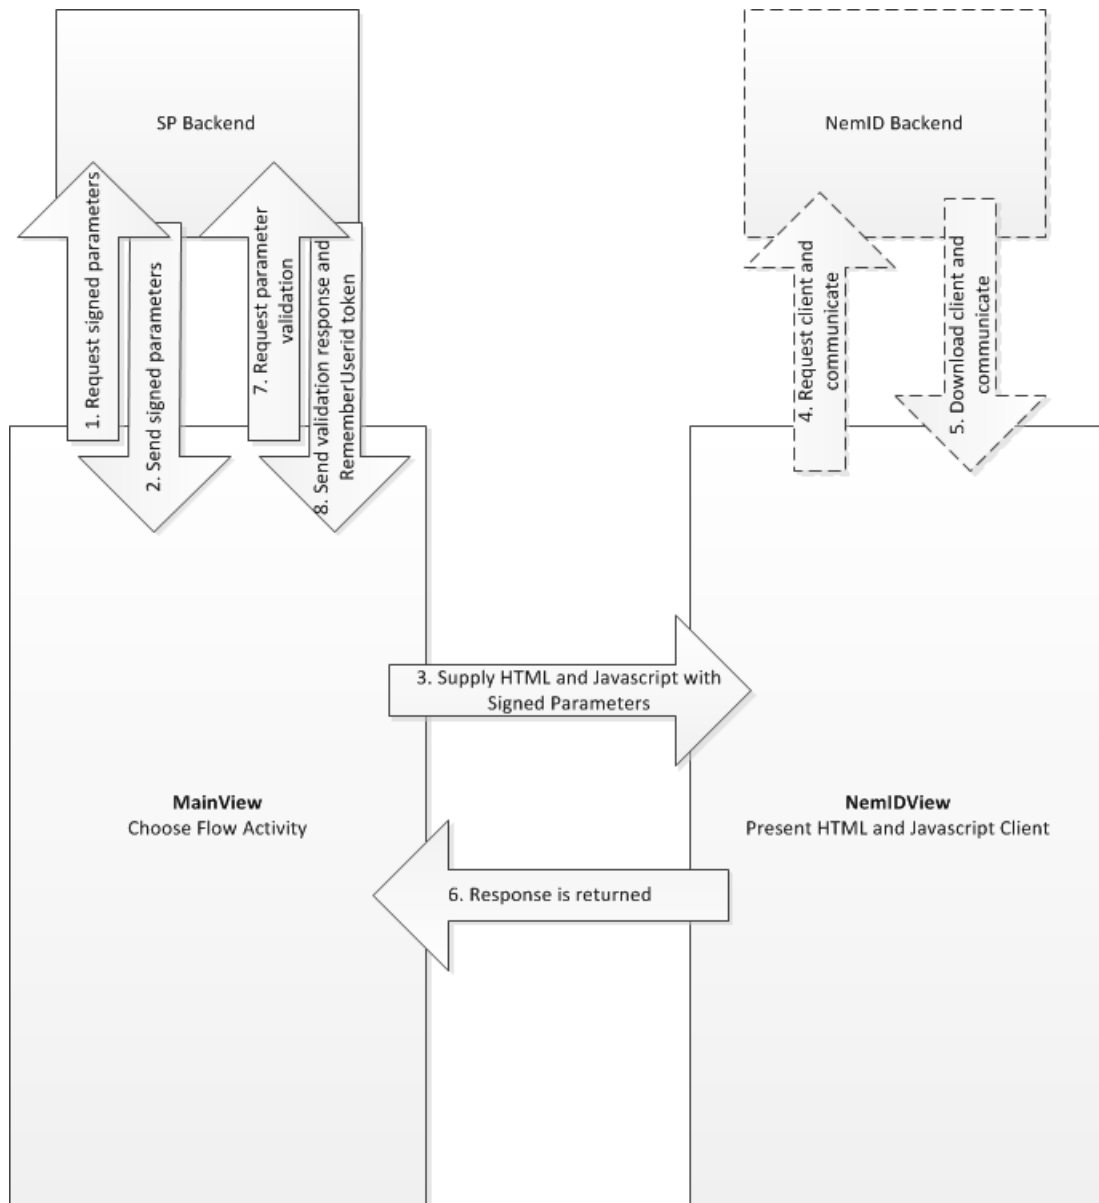 SP Backend
NemID Backend
1. Request signed parameters
2. Send signed parameters
7. Request parameter
validation
8. Send validation response and
RememberUserid token
4. Request client and
communicate
5. Download client and
communicate
3. Supply HTML and Javascript with
Signed Parameters
MainView
Choose Flow Activity
NemIDView
Present HTML and Javascript Client
6. Response is returned